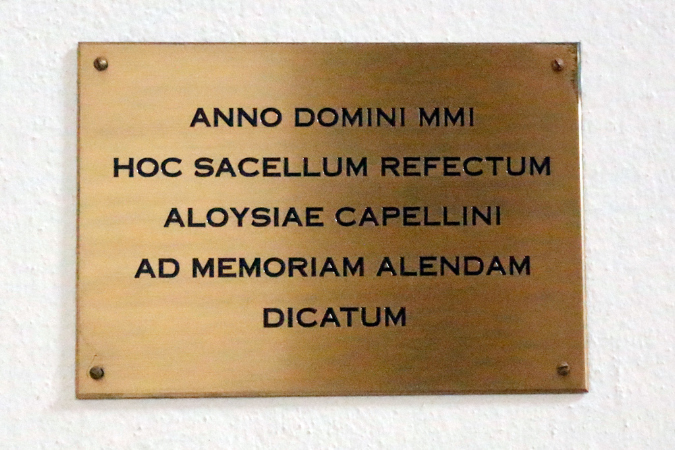 ANNO DOMINI MMI
HOC SACELLUM REFECTUM
ALOYSIAE CAPELLINI
AD MEMORIAM ALENDAM
DICATUM